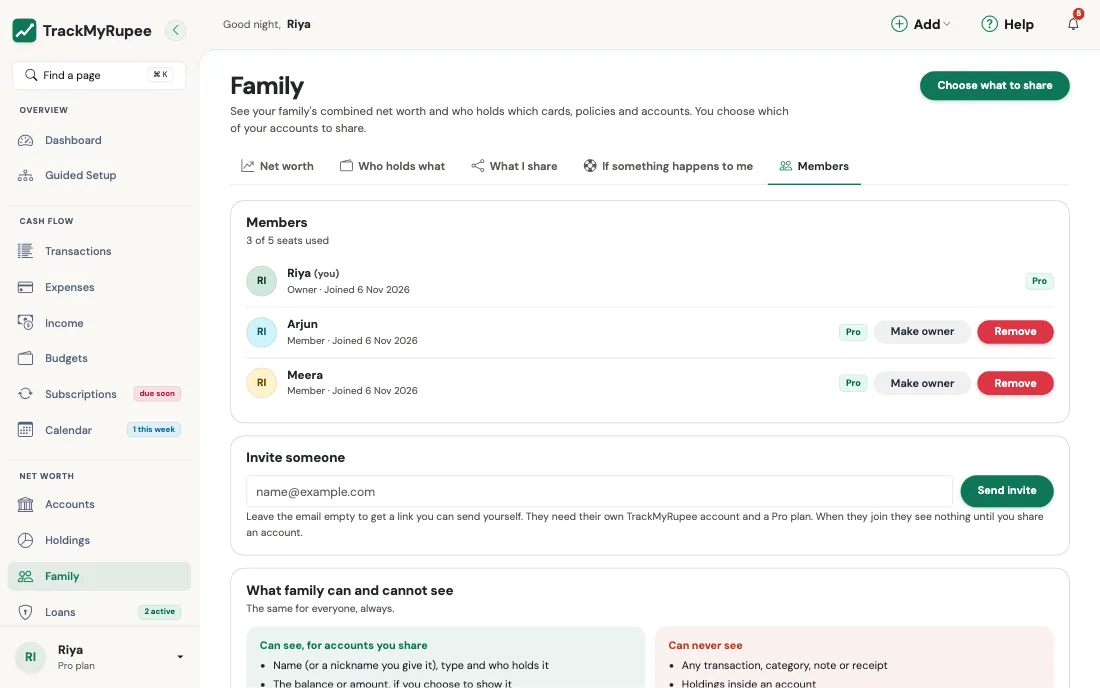 TrackMyRupee
Find a page
⌘ K
OVERVIEW
Dashboard
Guided Setup
CASH FLOW
Transactions
Expenses
Income
Budgets
Subscriptions due soon
Calendar 1 this week
NET WORTH
Accounts
Holdings
Family
Loans 2 active
RI
Riya
Pro plan
Good night, Riya
Add
Help
5
Family
Choose what to share
See your family's combined net worth and who holds which cards, policies and accounts. You choose which
of your accounts to share.
Net worth Who holds what What I share If something happens to me Members
Members
3 of 5 seats used
RI
Riya (you)
Owner · Joined 6 Nov 2026
Pro
RI
Arjun
Member · Joined 6 Nov 2026
Pro Make owner Remove
RI
Meera
Member · Joined 6 Nov 2026
Pro Make owner Remove
Invite someone
name@example.com
Send invite
Leave the email empty to get a link you can send yourself. They need their own TrackMyRupee account and a Pro plan. When they join they see nothing until you share
an account.
What family can and cannot see
The same for everyone, always.
Can see, for accounts you share
• Name (or a nickname you give it), type and who holds it
• The balance or amount, if you choose to show it
Can never see
• Any transaction, category, note or receipt
• Holdings inside an account